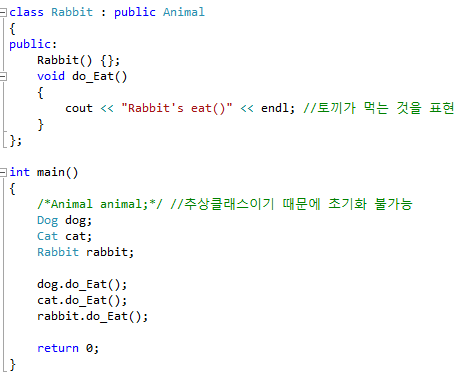 class Rabbit : public Animal
{
public:
    Rabbit() {};
    void do_Eat()
    {
        cout << "Rabbit's eat()" << endl; //토끼가 먹는 것을 표현
    }
};

int main()
{
    /*Animal animal;*/ //추상클래스이기 때문에 초기화 불가능
    Dog dog;
    Cat cat;
    Rabbit rabbit;

    dog.do_Eat();
    cat.do_Eat();
    rabbit.do_Eat();

    return 0;
}